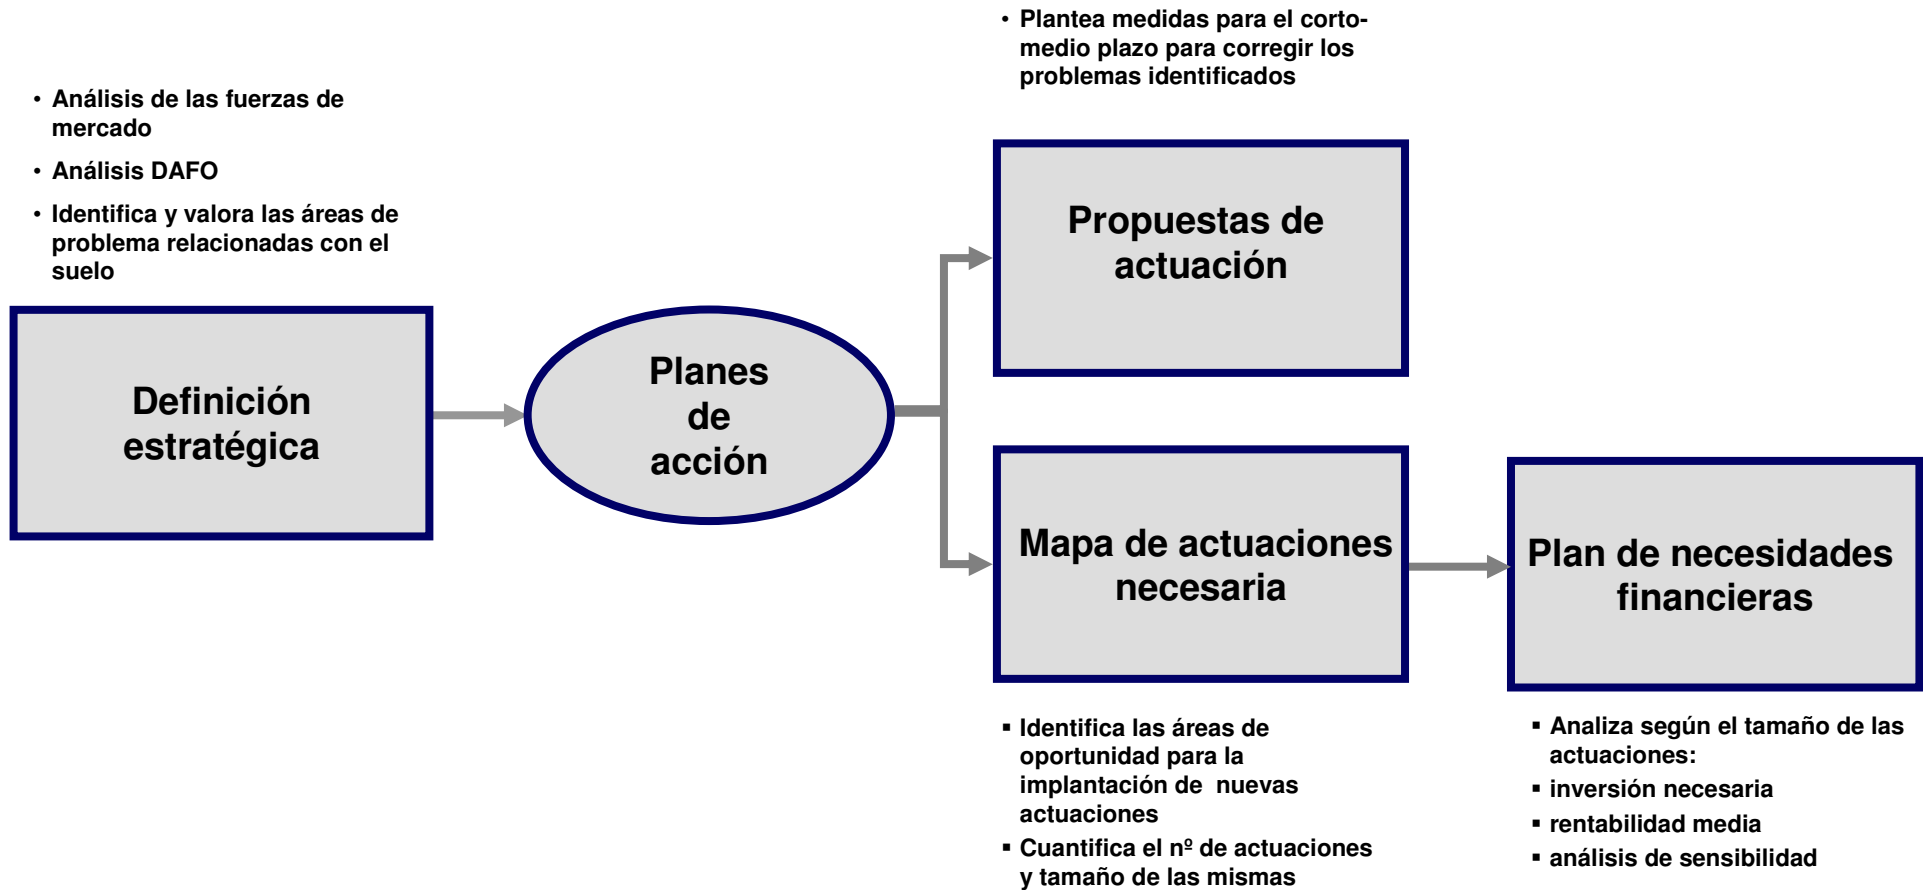 • Plantea medidas para el corto-
medio plazo para corregir los
problemas identificados
• Análisis de las fuerzas de
mercado
• Análisis DAFO
• Identifica y valora las áreas de
problema relacionadas con el
suelo
Definición
estratégica
Planes
de
acción
Propuestas de
actuación
Mapa de actuaciones
necesaria
Plan de necesidades
financieras
▪ Identifica las áreas de
oportunidad para la
implantación de nuevas
actuaciones
▪ Cuantifica el nº de actuaciones
y tamaño de las mismas
▪ Analiza según el tamaño de las
actuaciones:
▪ inversión necesaria
▪ rentabilidad media
▪ análisis de sensibilidad